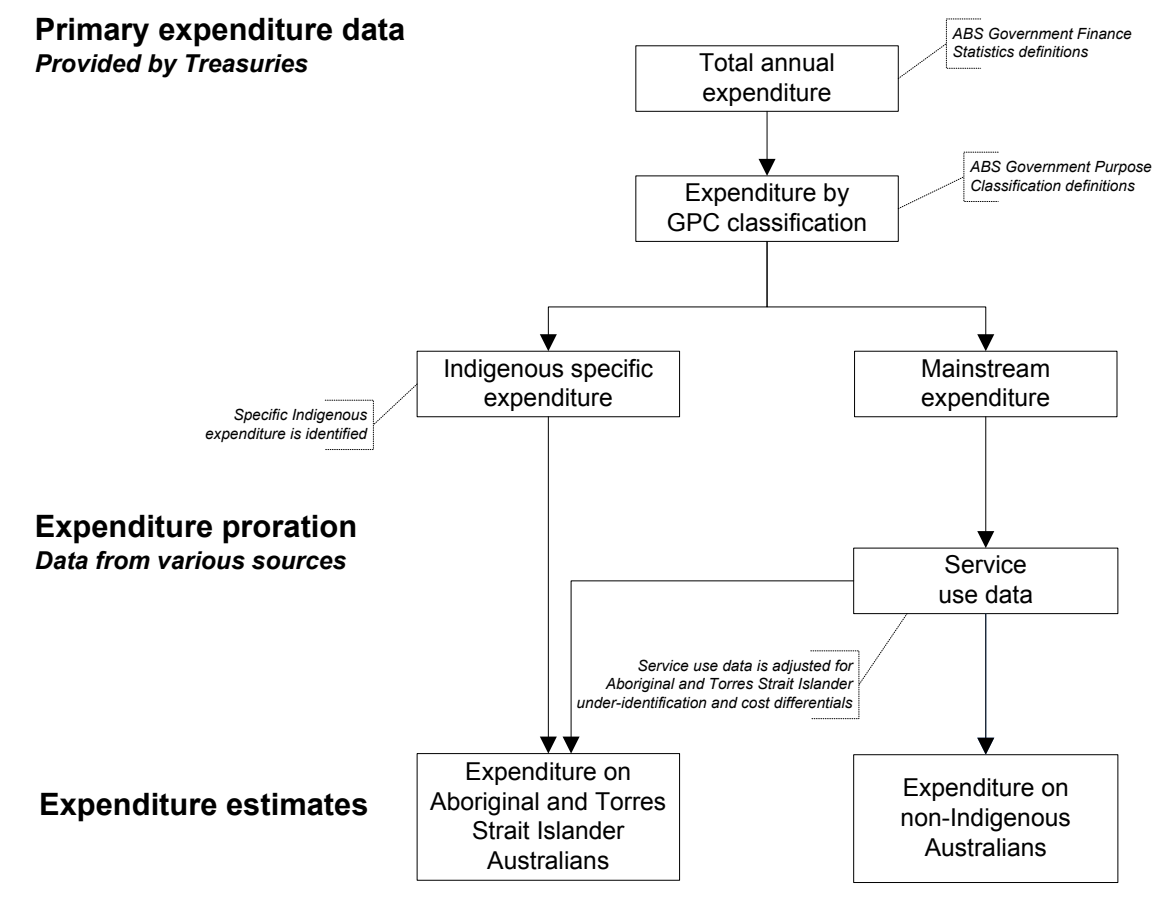 Primary expenditure data
Provided by Treasuries
ABS Government Finance
Statistics definitions
Total annual
expenditure
ABS Government Purpose
Classification definitions
Expenditure by
GPC classification
Indigenous specific
expenditure
Mainstream
expenditure
Specific Indigenous
expenditure is identified
Expenditure proration
Data from various sources
Service
use data
Service use data is adjusted for
Aboriginal and Torres Strait Islander
under-identification and cost differentials
Expenditure estimates
Expenditure on
Aboriginal and Torres
Strait Islander
Australians
Expenditure on
non-Indigenous
Australians